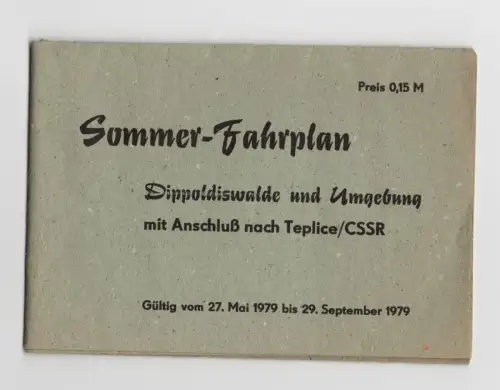 Preis 0,15 M
Sommer-Fahrplan
Dippoldiswalde und Umgebung
mit Anschluß nach Teplice/CSSR
Gültig vom 27. Mai 1979 bis 29. September 1979